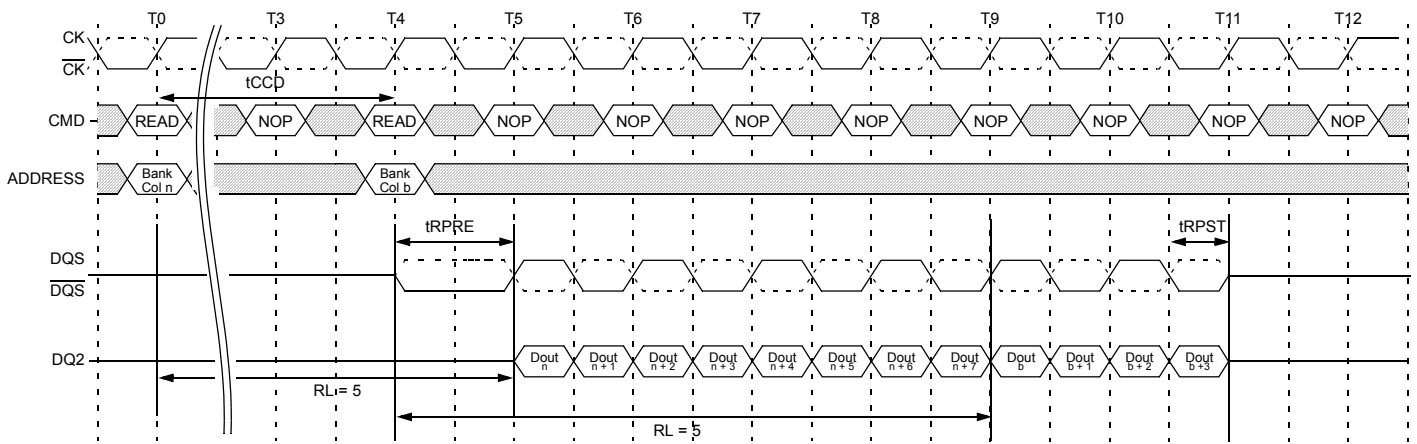 T0 T3 T4 T5 T6 T7 T8 T9 T10 T11 T12
CK
CK
tCCD
CMD READ NOP READ NOP NOP NOP NOP NOP NOP NOP NOP
ADDRESS
Bank
Col n
Bank
Col b
tRPRE
tRPST
DQS
DQS
DQ2
Dout
n
Dout
n + 1
Dout
n + 2
Dout
n + 3
Dout
n + 4
Dout
n + 5
Dout
n + 6
Dout
n + 7
Dout
b
Dout
b + 1
Dout
b + 2
Dout
b +3
RL = 5
RL = 5